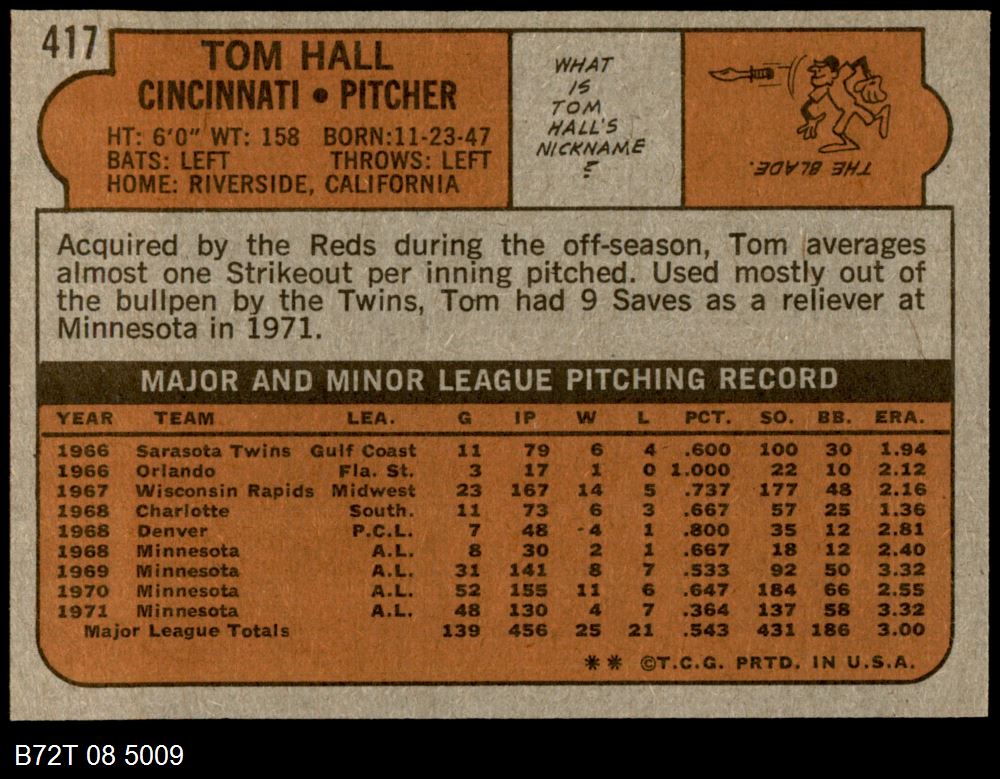 417
TOM HALL
CINCINNATI • PITCHER
HT: 6'0" WT: 158 BORN:11-23-47
BATS: LEFT THROWS: LEFT
HOME: RIVERSIDE, CALIFORNIA
WHAT
IS
TOM
HALL'S
NICKNAME
?
THE BLADE.
Acquired by the Reds during the off-season, Tom averages
almost one Strikeout per inning pitched. Used mostly out of
the bullpen by the Twins, Tom had 9 Saves as a reliever at
Minnesota in 1971.
MAJOR AND MINOR LEAGUE PITCHING RECORD
YEAR TEAM LEA. G IP W L PCT. SO. BB. ERA.
1966 Sarasota Twins Gulf Coast 11 79 6 4 .600 100 30 1.94
1966 Orlando Fla. St. 3 17 1 0 1.000 22 10 2.12
1967 Wisconsin Rapids Midwest 23 167 14 5 .737 177 48 2.16
1968 Charlotte South. 11 73 6 3 .667 57 25 1.36
1968 Denver P.C.L. 7 48 4 1 .800 35 12 2.81
1968 Minnesota A.L. 8 30 2 1 .667 18 12 2.40
1969 Minnesota A.L. 31 141 8 7 .533 92 50 3.32
1970 Minnesota A.L. 52 155 11 6 .647 184 66 2.55
1971 Minnesota A.L. 48 130 4 7 .364 137 58 3.32
Major League Totals 139 456 25 21 .543 431 186 3.00
** ©T.C.G. PRTD. IN U.S.A.
B72T 08 5009